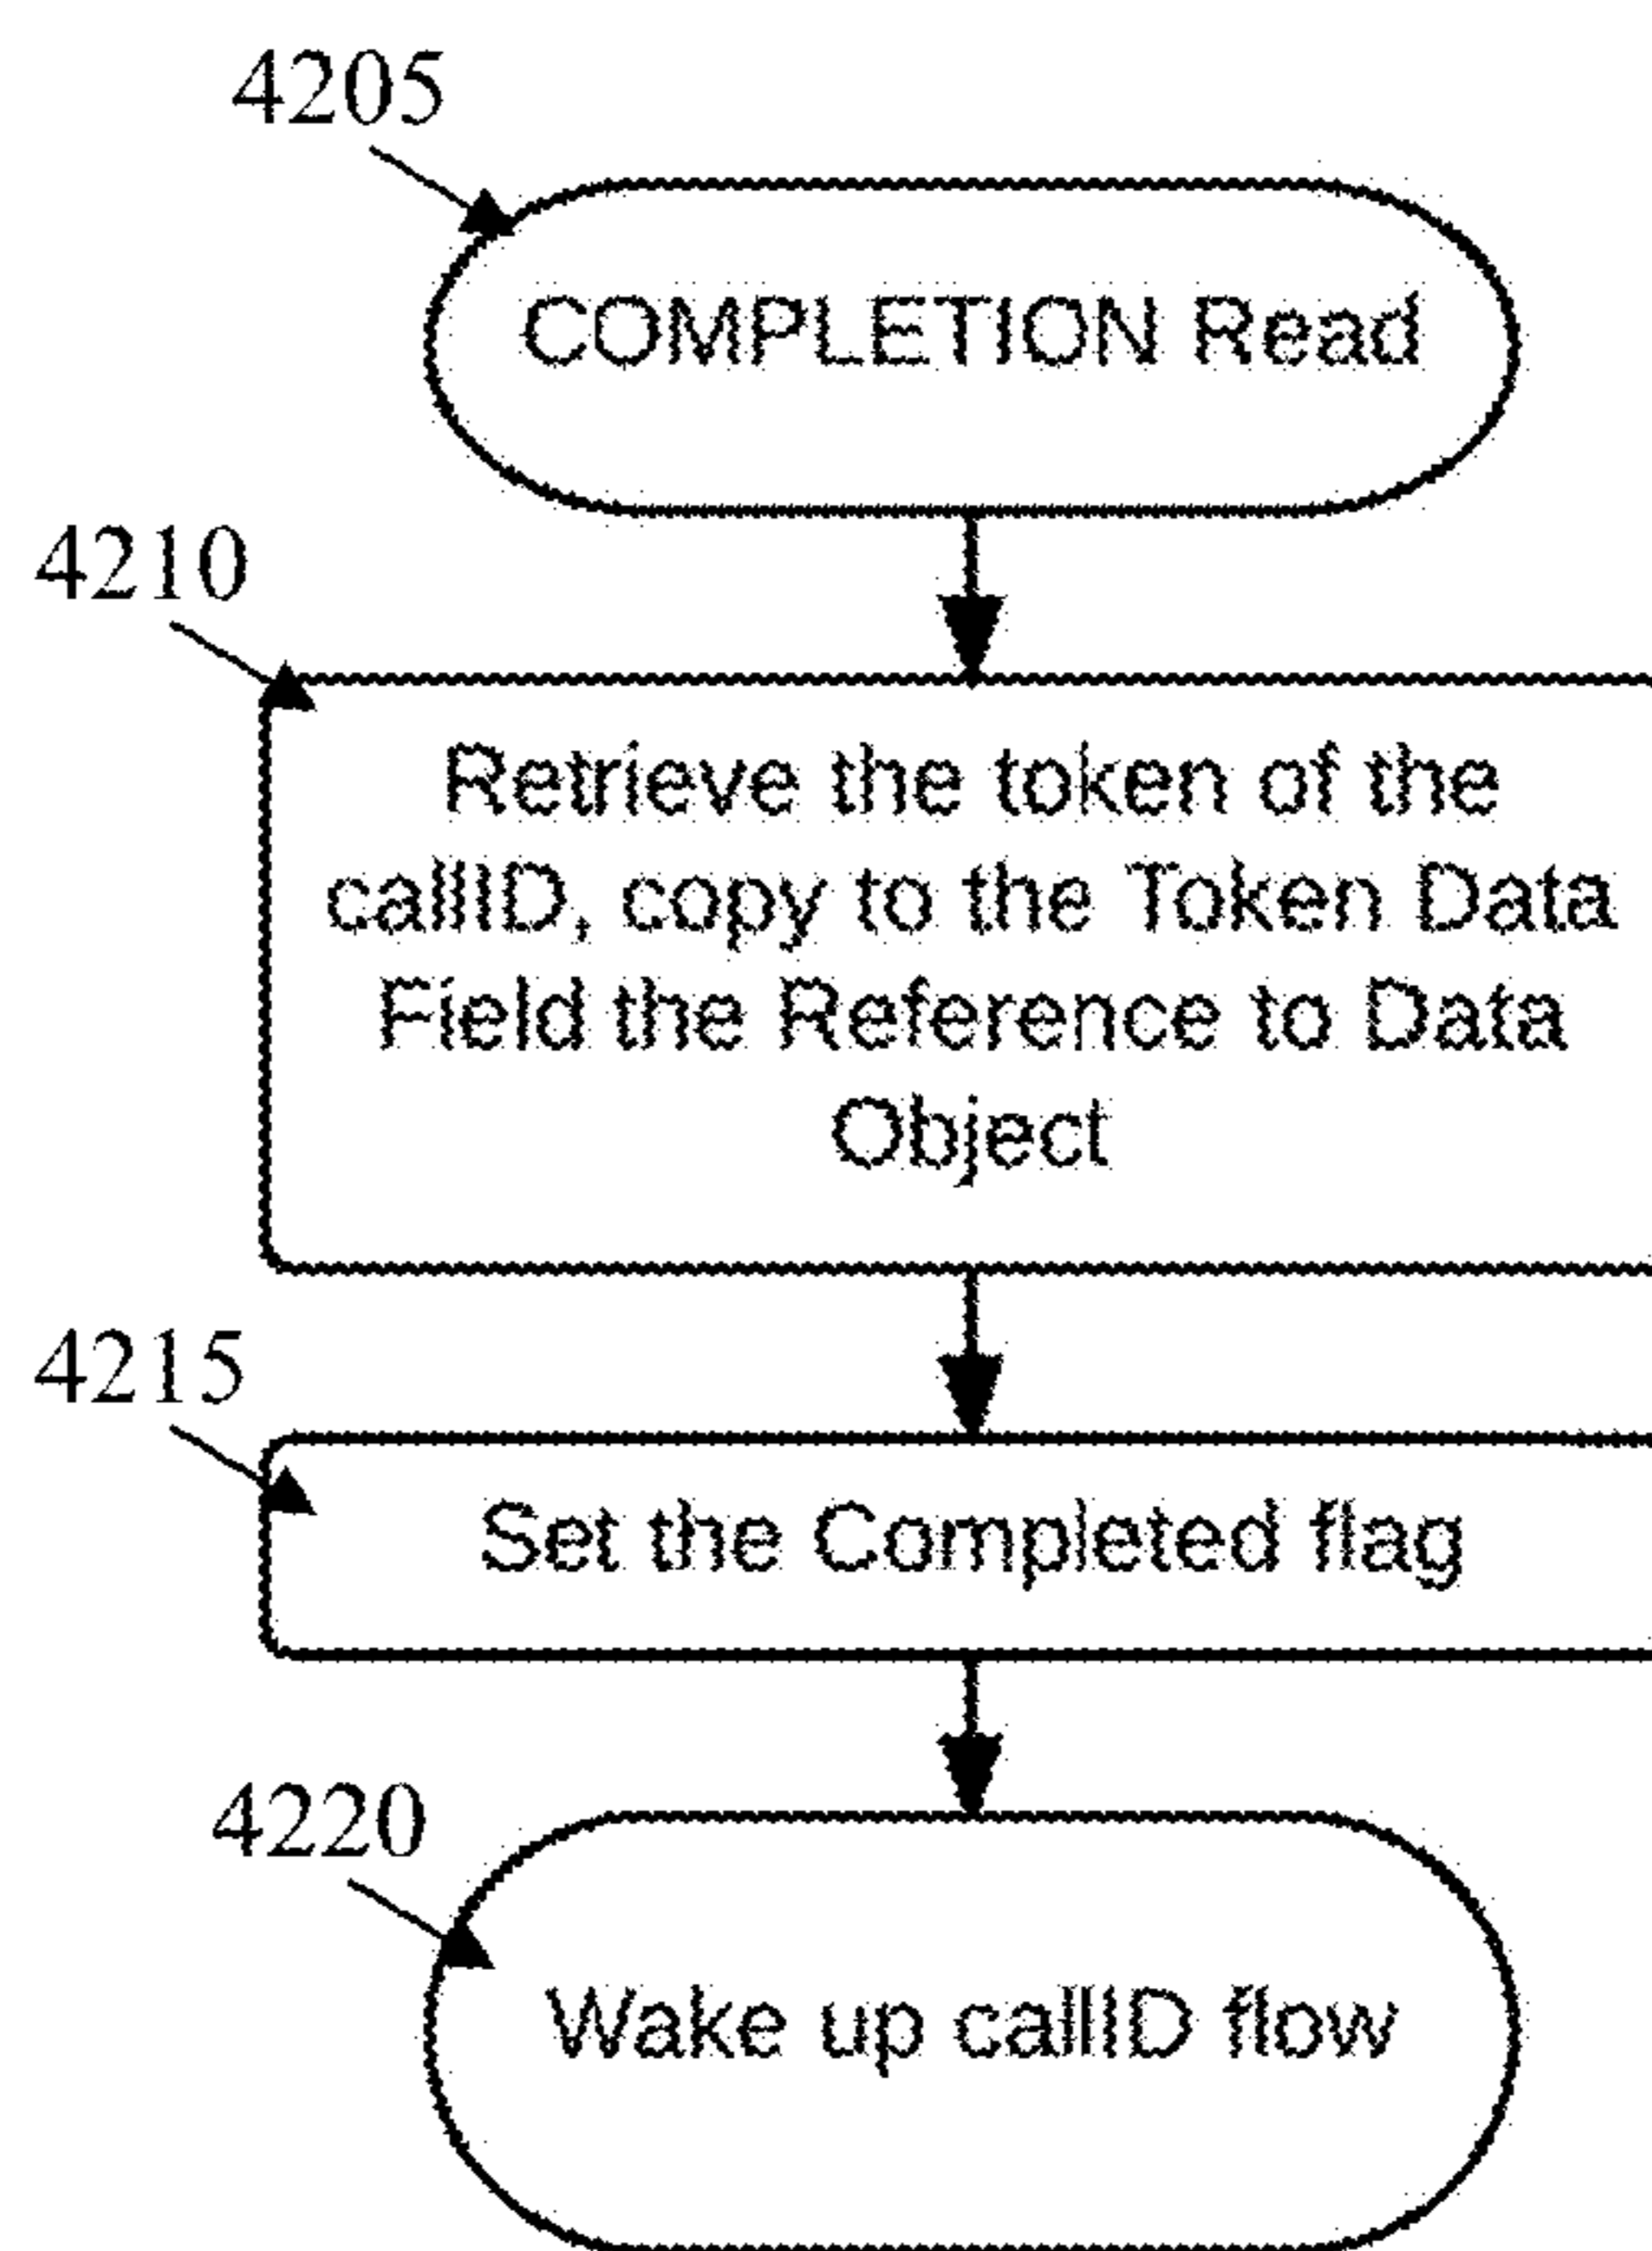 4205
COMPLETION Read
4210
Retrieve the token of the
callID, copy to the Token Data
Field the Reference to Data
Object
4215
Set the Completed flag
4220
Wake up callID flow